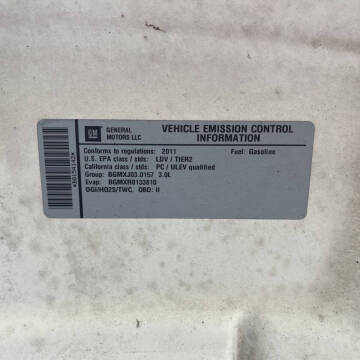 GM
GENERAL
MOTORS LLC
VEHICLE EMISSION CONTROL
INFORMATION
Conforms to regulations: 2011 Fuel: Gasoline
U.S. EPA class / stds: LDV / TIER2
California class / stds: PC / ULEV qualified
Group: BGMXJ03.0157 3.0L
Evap: BGMXR0133810
DGI/HO2S/TWC, OBD: II